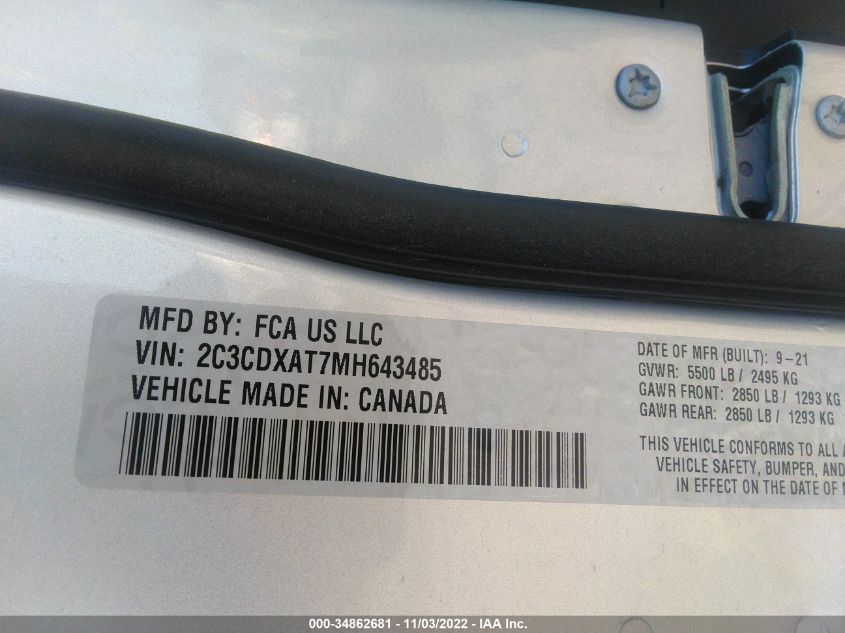 MFD BY: FCA US LLC
VIN: 2C3CDXAT7MH643485
VEHICLE MADE IN: CANADA
DATE OF MFR (BUILT): 9-21
GVWR: 5500 LB / 2495 KG
GAWR FRONT: 2850 LB / 1293 KG
GAWR REAR: 2850 LB / 1293 KG
THIS VEHICLE CONFORMS TO ALL
VEHICLE SAFETY, BUMPER, AND
IN EFFECT ON THE DATE OF
000-34862681 - 11/03/2022 - IAA Inc.